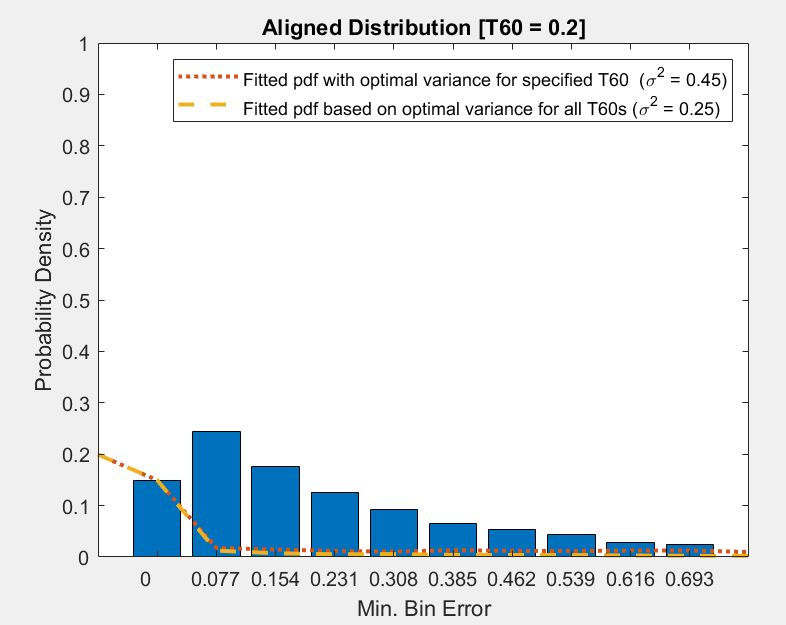 Aligned Distribution [T60 = 0.2]
Fitted pdf with optimal variance for specified T60 (σ² = 0.45)
Fitted pdf based on optimal variance for all T60s (σ² = 0.25)
Probability Density
1
0.9
0.8
0.7
0.6
0.5
0.4
0.3
0.2
0.1
0
0 0.077 0.154 0.231 0.308 0.385 0.462 0.539 0.616 0.693
Min. Bin Error